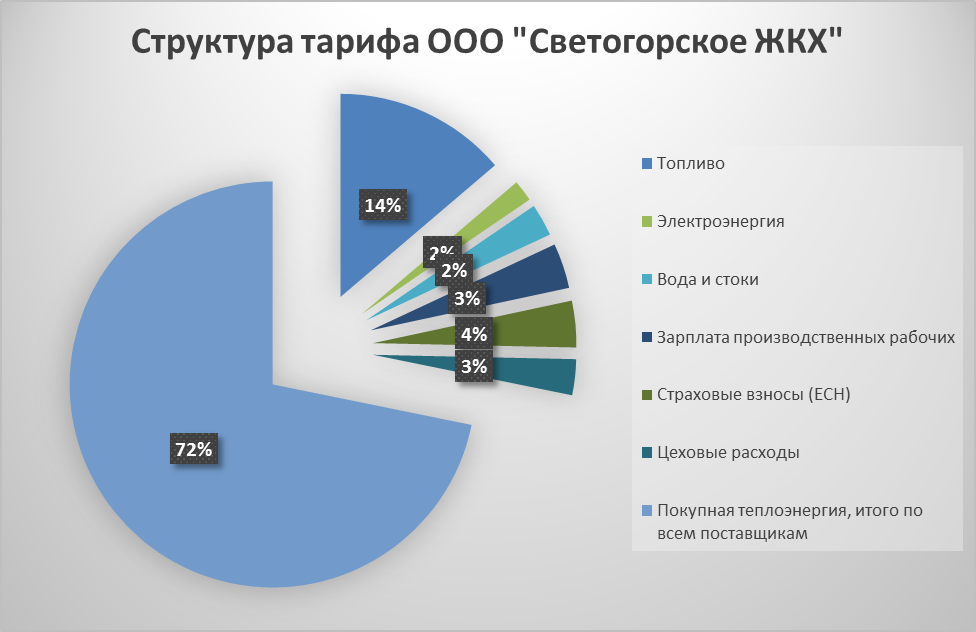 Структура тарифа ООО "Светогорское ЖКХ"
14%
2%
2%
3%
4%
3%
72%
Топливо
Электроэнергия
Вода и стоки
Зарплата производственных рабочих
Страховые взносы (ЕСН)
Цеховые расходы
Покупная теплоэнергия, итого по
всем поставщикам